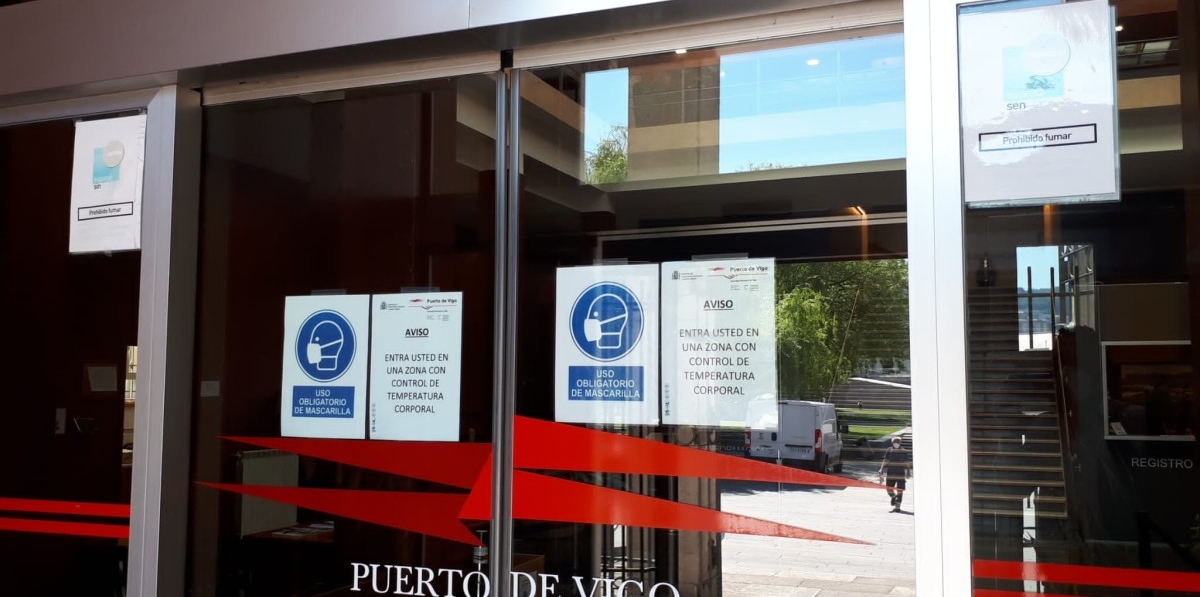 sin
Prohibido fumar
USO
OBLIGATORIO
DE MASCARILLA
Puerto de Vigo
AVISO
ENTRA USTED EN
UNA ZONA CON
CONTROL DE
TEMPERATURA
CORPORAL
USO
OBLIGATORIO
DE MASCARILLA
Puerto de Vigo
AVISO
ENTRA USTED EN
UNA ZONA CON
CONTROL DE
TEMPERATURA
CORPORAL
sen
Prohibido fumar
REGISTRO
PUERTO DE VIGO